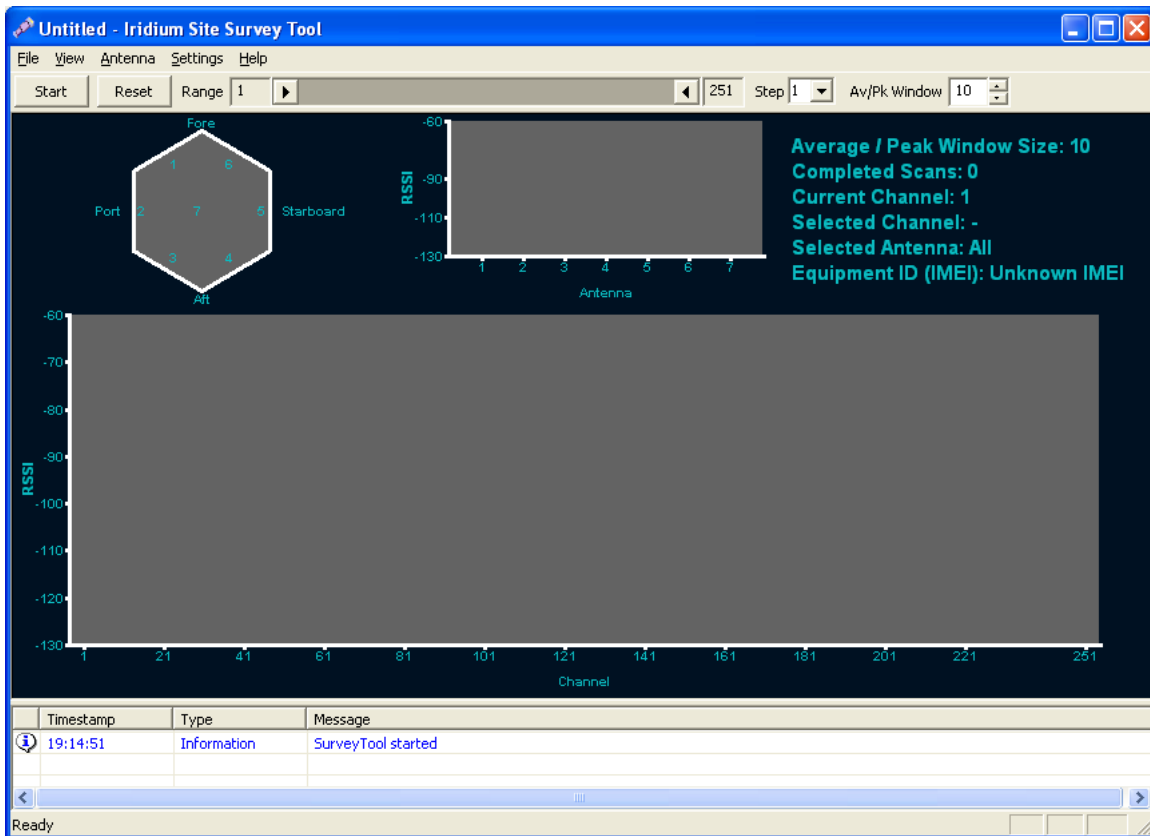 Untitled - Iridium Site Survey Tool
File View Antenna Settings Help
Start Reset Range 1 251 Step 1 Av/Pk Window 10
Fore
1 6
Port 2 7 5 Starboard
3 4
Aft
-60
-90
-110
-130
RSSI
1 2 3 4 5 6 7
Antenna
Average / Peak Window Size: 10
Completed Scans: 0
Current Channel: 1
Selected Channel: -
Selected Antenna: All
Equipment ID (IMEI): Unknown IMEI
-60
-70
-80
-90
-100
-110
-120
-130
RSSI
1 21 41 61 81 101 121 141 161 181 201 221 251
Channel
Timestamp Type Message
19:14:51 Information SurveyTool started
Ready